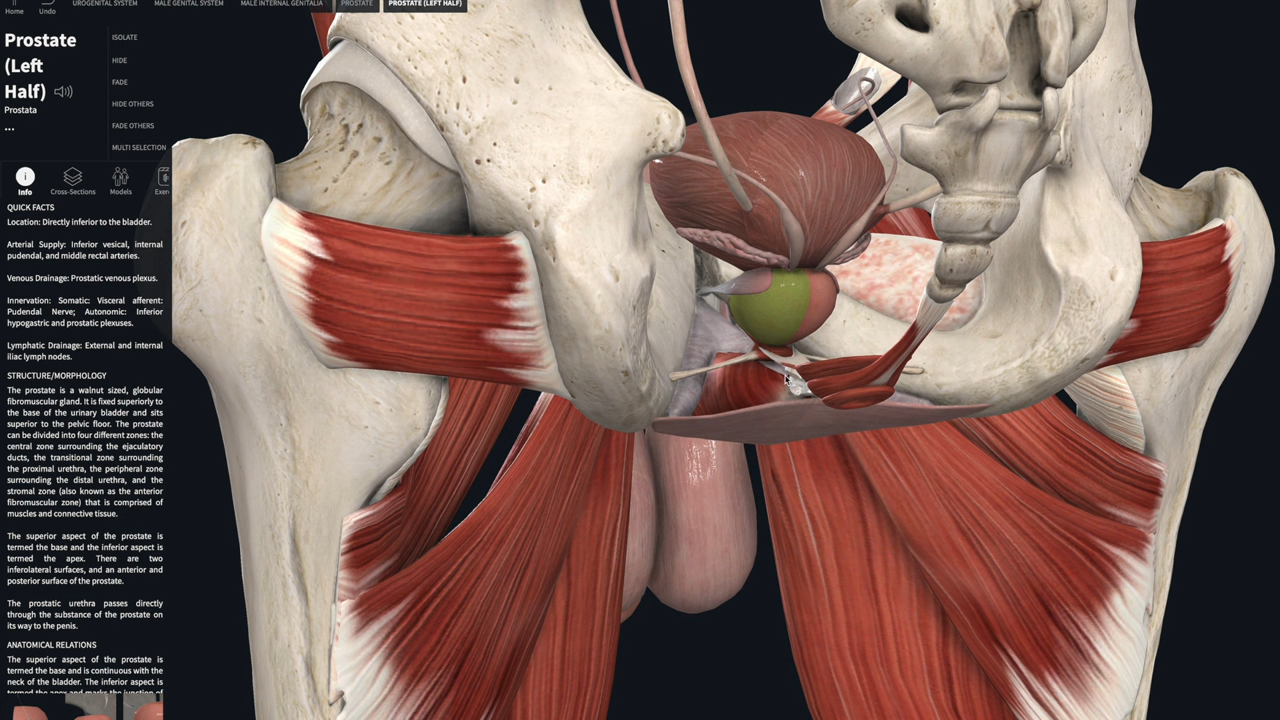 UROGENITAL SYSTEM MALE GENITAL SYSTEM MALE INTERNAL GENITALIA PROSTATE PROSTATE (LEFT HALF)
Home Undo
Prostate
(Left
Half)
Prostata
...
ISOLATE
HIDE
FADE
HIDE OTHERS
FADE OTHERS
MULTI SELECTION
Info Cross-Sections Models Exer
QUICK FACTS
Location: Directly inferior to the bladder.
Arterial Supply: Inferior vesical, internal
pudendal, and middle rectal arteries.
Venous Drainage: Prostatic venous plexus.
Innervation: Somatic: Visceral afferent:
Pudendal Nerve; Autonomic: Inferior
hypogastric and prostatic plexuses.
Lymphatic Drainage: External and internal
iliac lymph nodes.
STRUCTURE/MORPHOLOGY
The prostate is a walnut sized, globular
fibromuscular gland. It is fixed superiorly to
the base of the urinary bladder and sits
superior to the pelvic floor. The prostate
can be divided into four different zones: the
central zone surrounding the ejaculatory
ducts, the transitional zone surrounding
the proximal urethra, the peripheral zone
surrounding the distal urethra, and the
stromal zone (also known as the anterior
fibromuscular zone) that is comprised of
muscles and connective tissue.
The superior aspect of the prostate is
termed the base and the inferior aspect is
termed the apex. There are two
inferolateral surfaces, and an anterior and
posterior surface of the prostate.
The prostatic urethra passes directly
through the substance of the prostate on
its way to the penis.
ANATOMICAL RELATIONS
The superior aspect of the prostate is
termed the base and is continuous with the
neck of the bladder. The inferior aspect is
termed the apex and marks the junction of